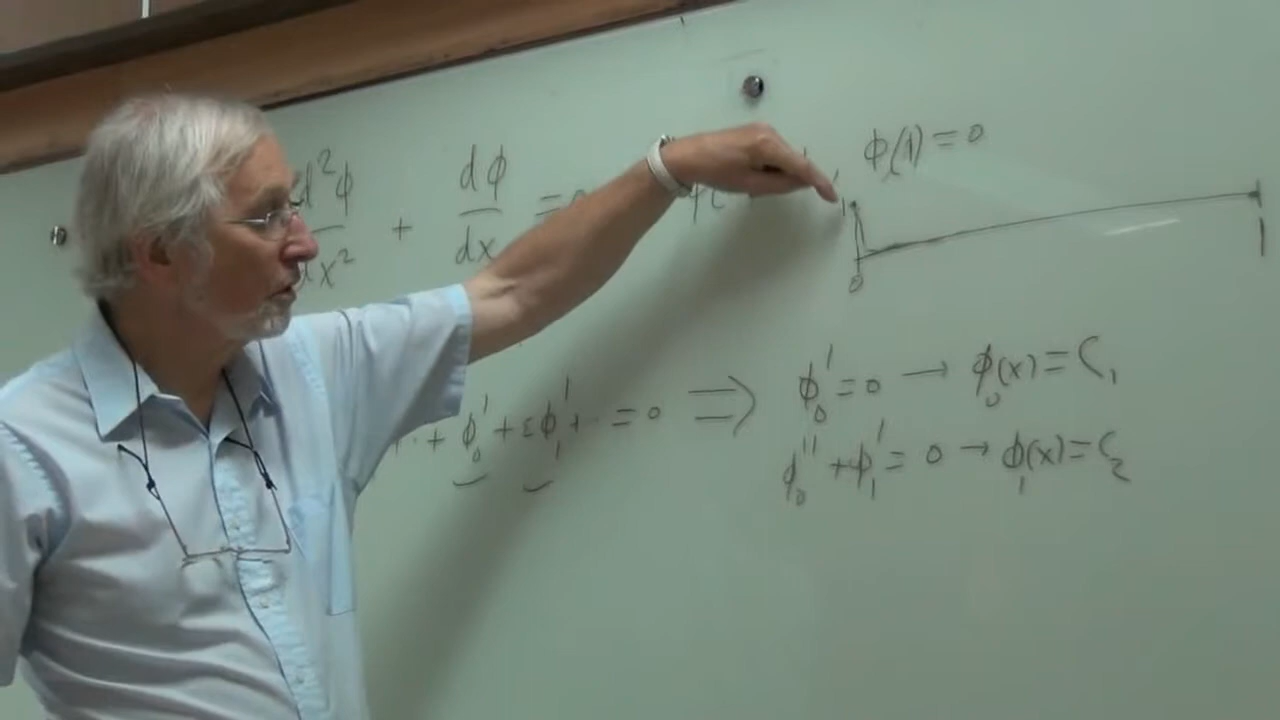 d²φ/dx² + dφ/dx = 0
φ(1) = 0
1
0
1
φ₀' = 0 → φ₀(x) = C₁
·· + φ₀' + εφ₁' + ·· = 0 ⟹
φ₀'' + φ₁' = 0 → φ₁(x) = C₂